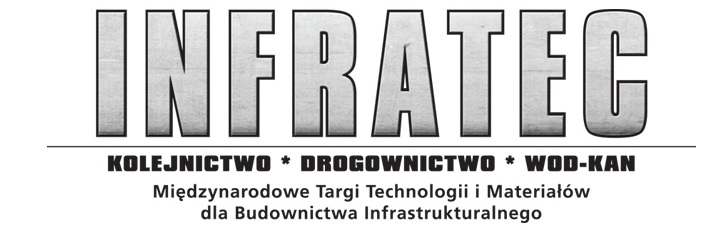 INFRATEC
KOLEJNICTWO * DROGOWNICTWO * WOD-KAN
Międzynarodowe Targi Technologii i Materiałów
dla Budownictwa Infrastrukturalnego